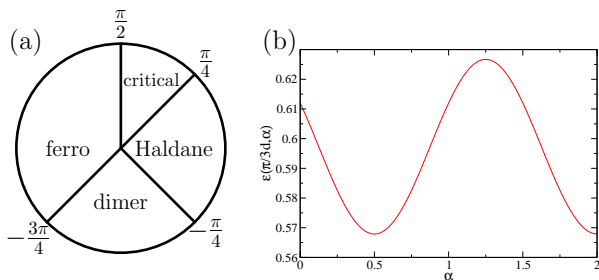 (a)
π/2
π/4
critical
ferro
Haldane
dimer
−3π/4
−π/4
(b)
ε(π/3d,α)
0.62
0.61
0.6
0.59
0.58
0.57
0.56
0 0.5 1 1.5 2
α